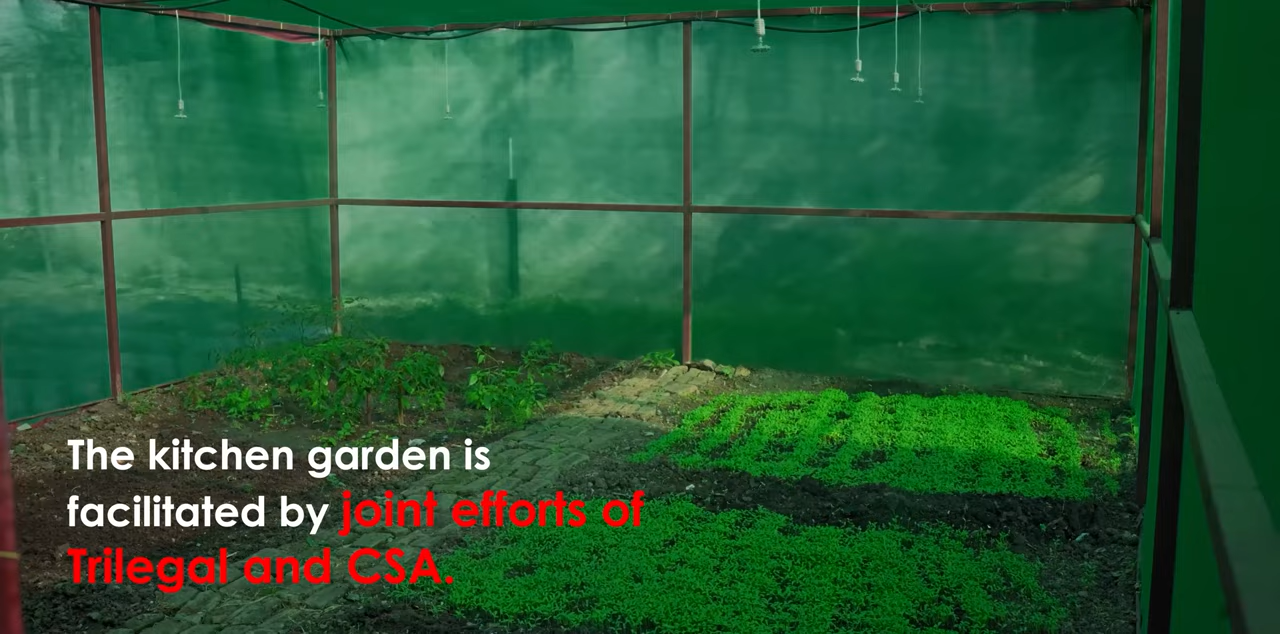 The kitchen garden is
facilitated by joint efforts of
Trilegal and CSA.